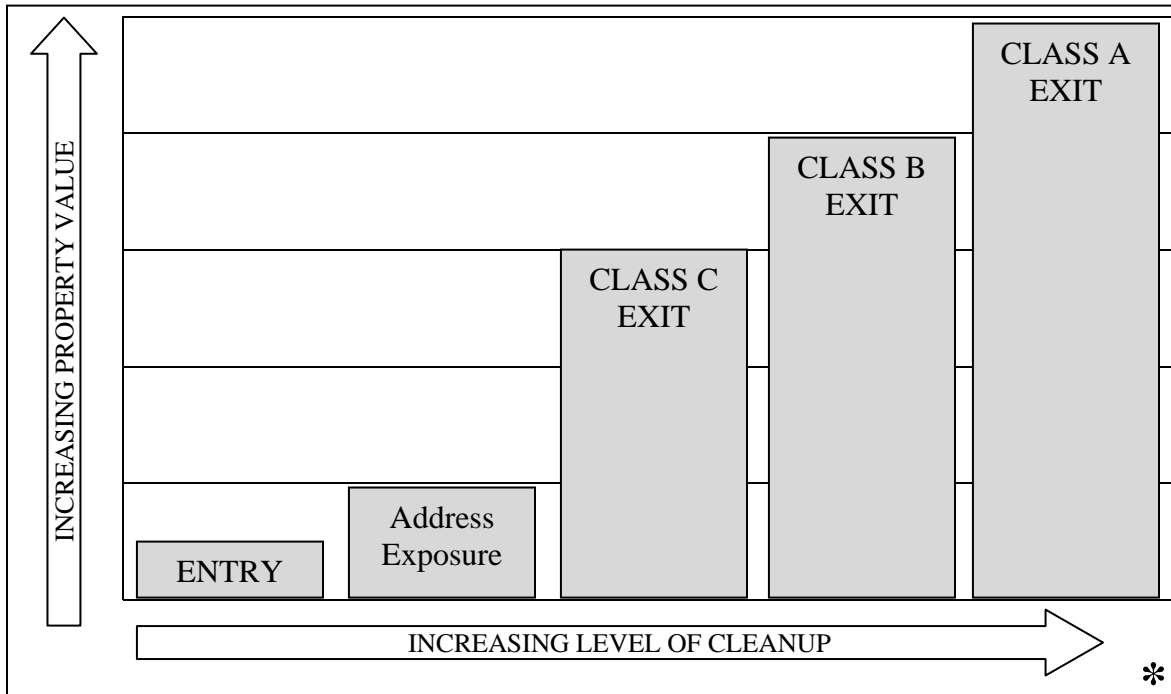 INCREASING PROPERTY VALUE
CLASS A
EXIT
CLASS B
EXIT
CLASS C
EXIT
Address
Exposure
ENTRY
INCREASING LEVEL OF CLEANUP
*